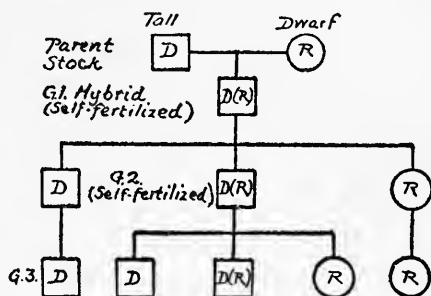 Tall Dwarf
Parent Stock D R
G.1. Hybrid (Self-fertilized) D(R)
D G.2. (Self-fertilized) D(R) R
G.3. D D D(R) R R